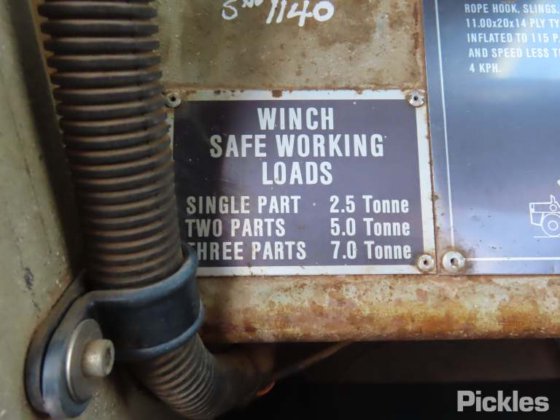 SNO 1140
WINCH
SAFE WORKING
LOADS
SINGLE PART 2.5 Tonne
TWO PARTS 5.0 Tonne
THREE PARTS 7.0 Tonne
ROPE HOOK, SLINGS,
11.00x20x14 PLY TY
INFLATED TO 115 P
AND SPEED LESS T
4 KPH.
Pickles